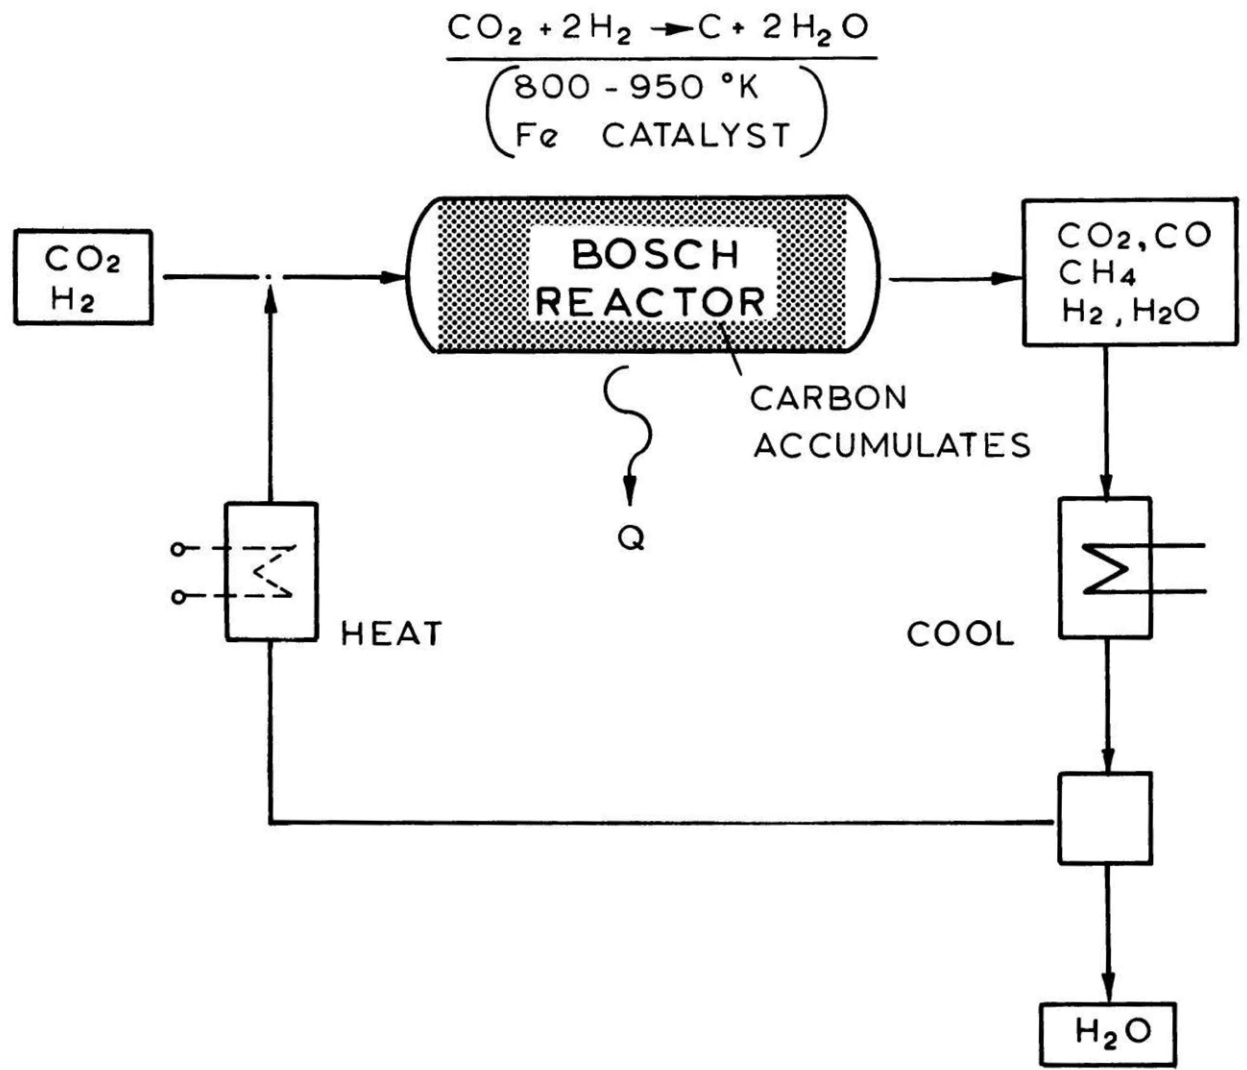 CO₂ + 2H₂ → C + 2H₂O
(800 - 950 °K
Fe CATALYST)
CO₂
H₂
BOSCH
REACTOR
CO₂, CO
CH₄
H₂, H₂O
CARBON
ACCUMULATES
Q
HEAT
COOL
H₂O